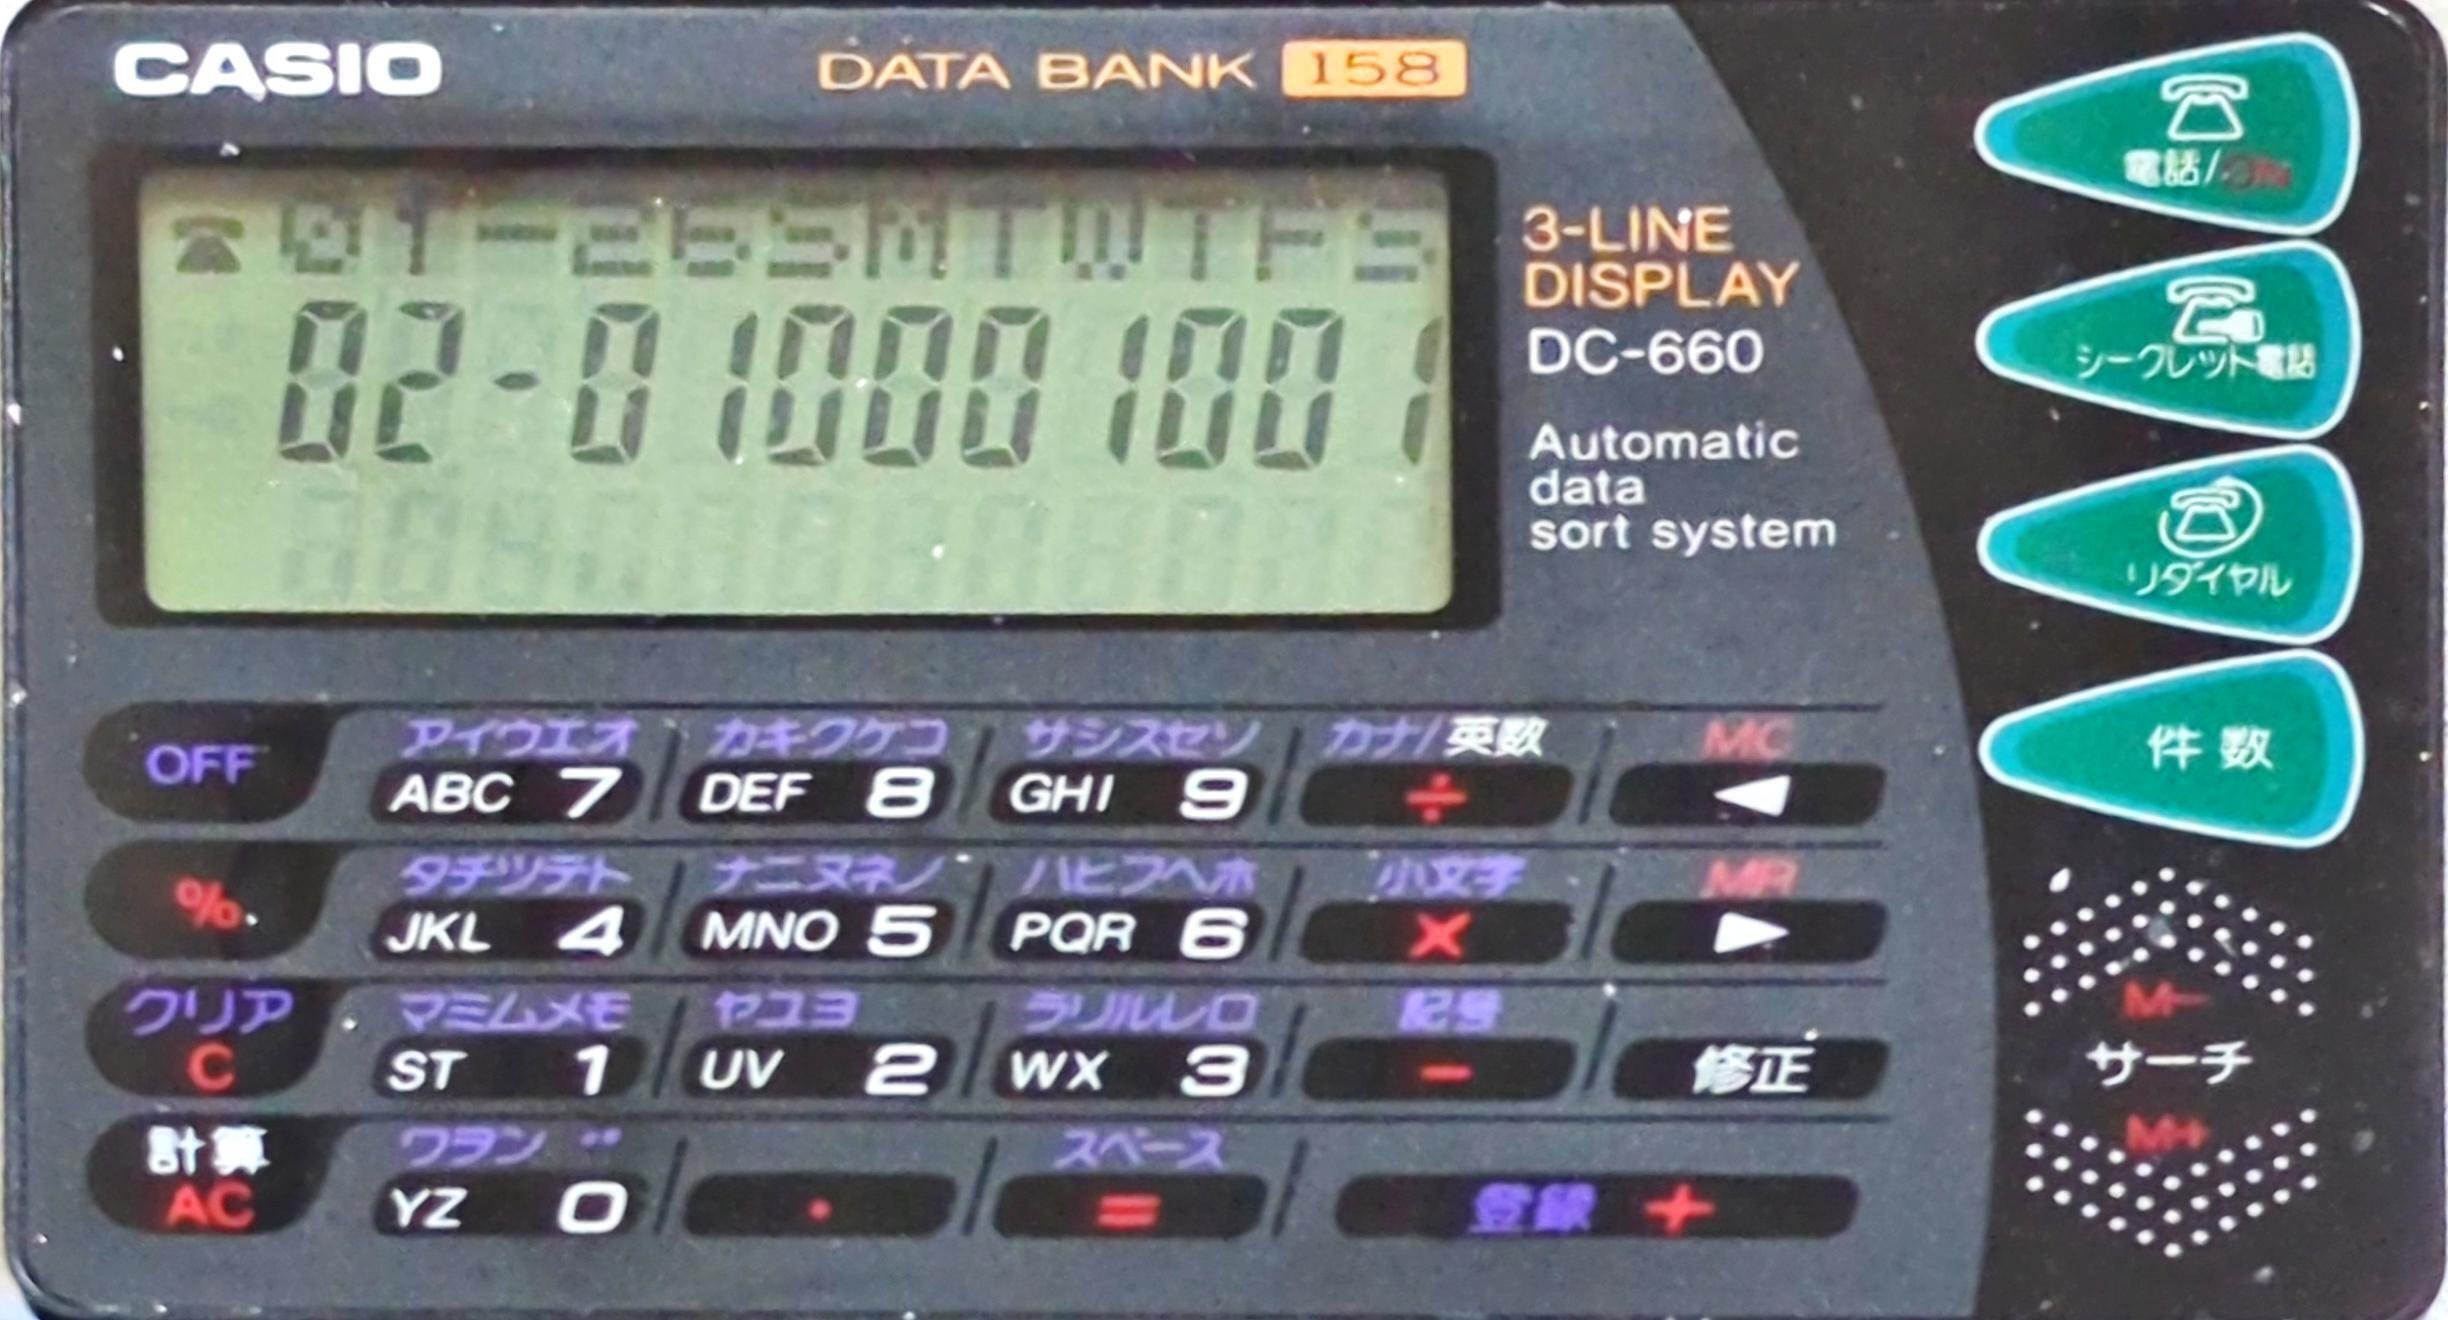 CASIO
DATA BANK 158
01-26SMTWTFS
02-010001001
3-LINE
DISPLAY
DC-660
Automatic
data
sort system
電話/ON
シークレット電話
リダイヤル
件数
OFF
アイウエオ カキクケコ サシスセソ カナ/英数 MC
ABC 7 DEF 8 GHI 9 ÷ ◀
%
タチツテト ナニヌネノ ハヒフヘホ 小文字 MR
JKL 4 MNO 5 PQR 6 × ▶
クリア マミムメモ ヤユヨ ラリルレロ 記号
C ST 1 UV 2 WX 3 − 修正
計算 ワヲン ゛ スペース
AC YZ 0 · = 登録 +
M−
サーチ
M+